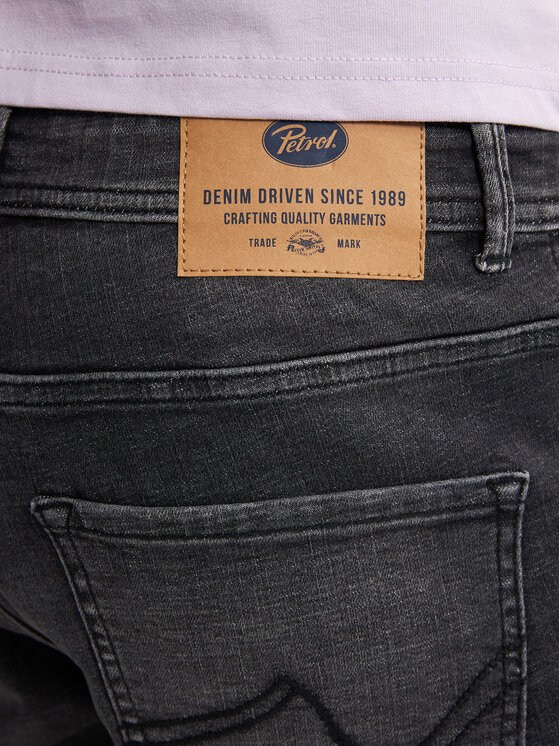 Petrol.
DENIM DRIVEN SINCE 1989
CRAFTING QUALITY GARMENTS
TRADE MARK